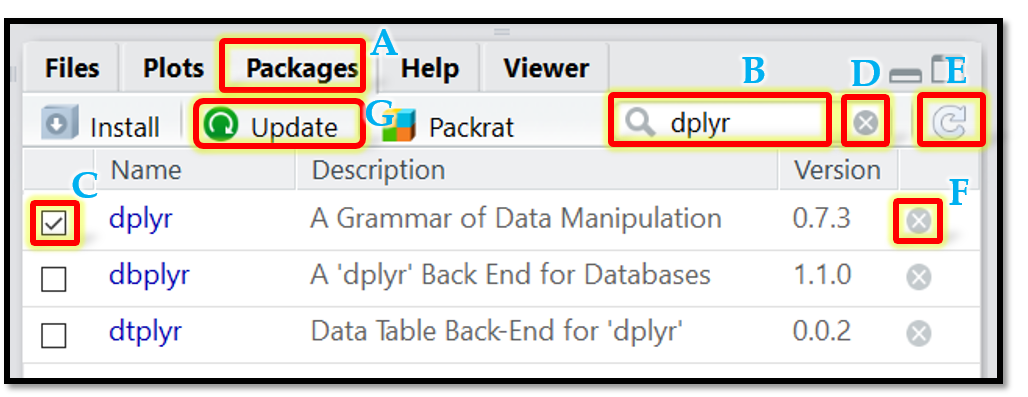 Files Plots Packages A Help Viewer B D E
Install Update G Packrat dplyr
C Name Description Version
dplyr A Grammar of Data Manipulation 0.7.3 F
dbplyr A 'dplyr' Back End for Databases 1.1.0
dtplyr Data Table Back-End for 'dplyr' 0.0.2